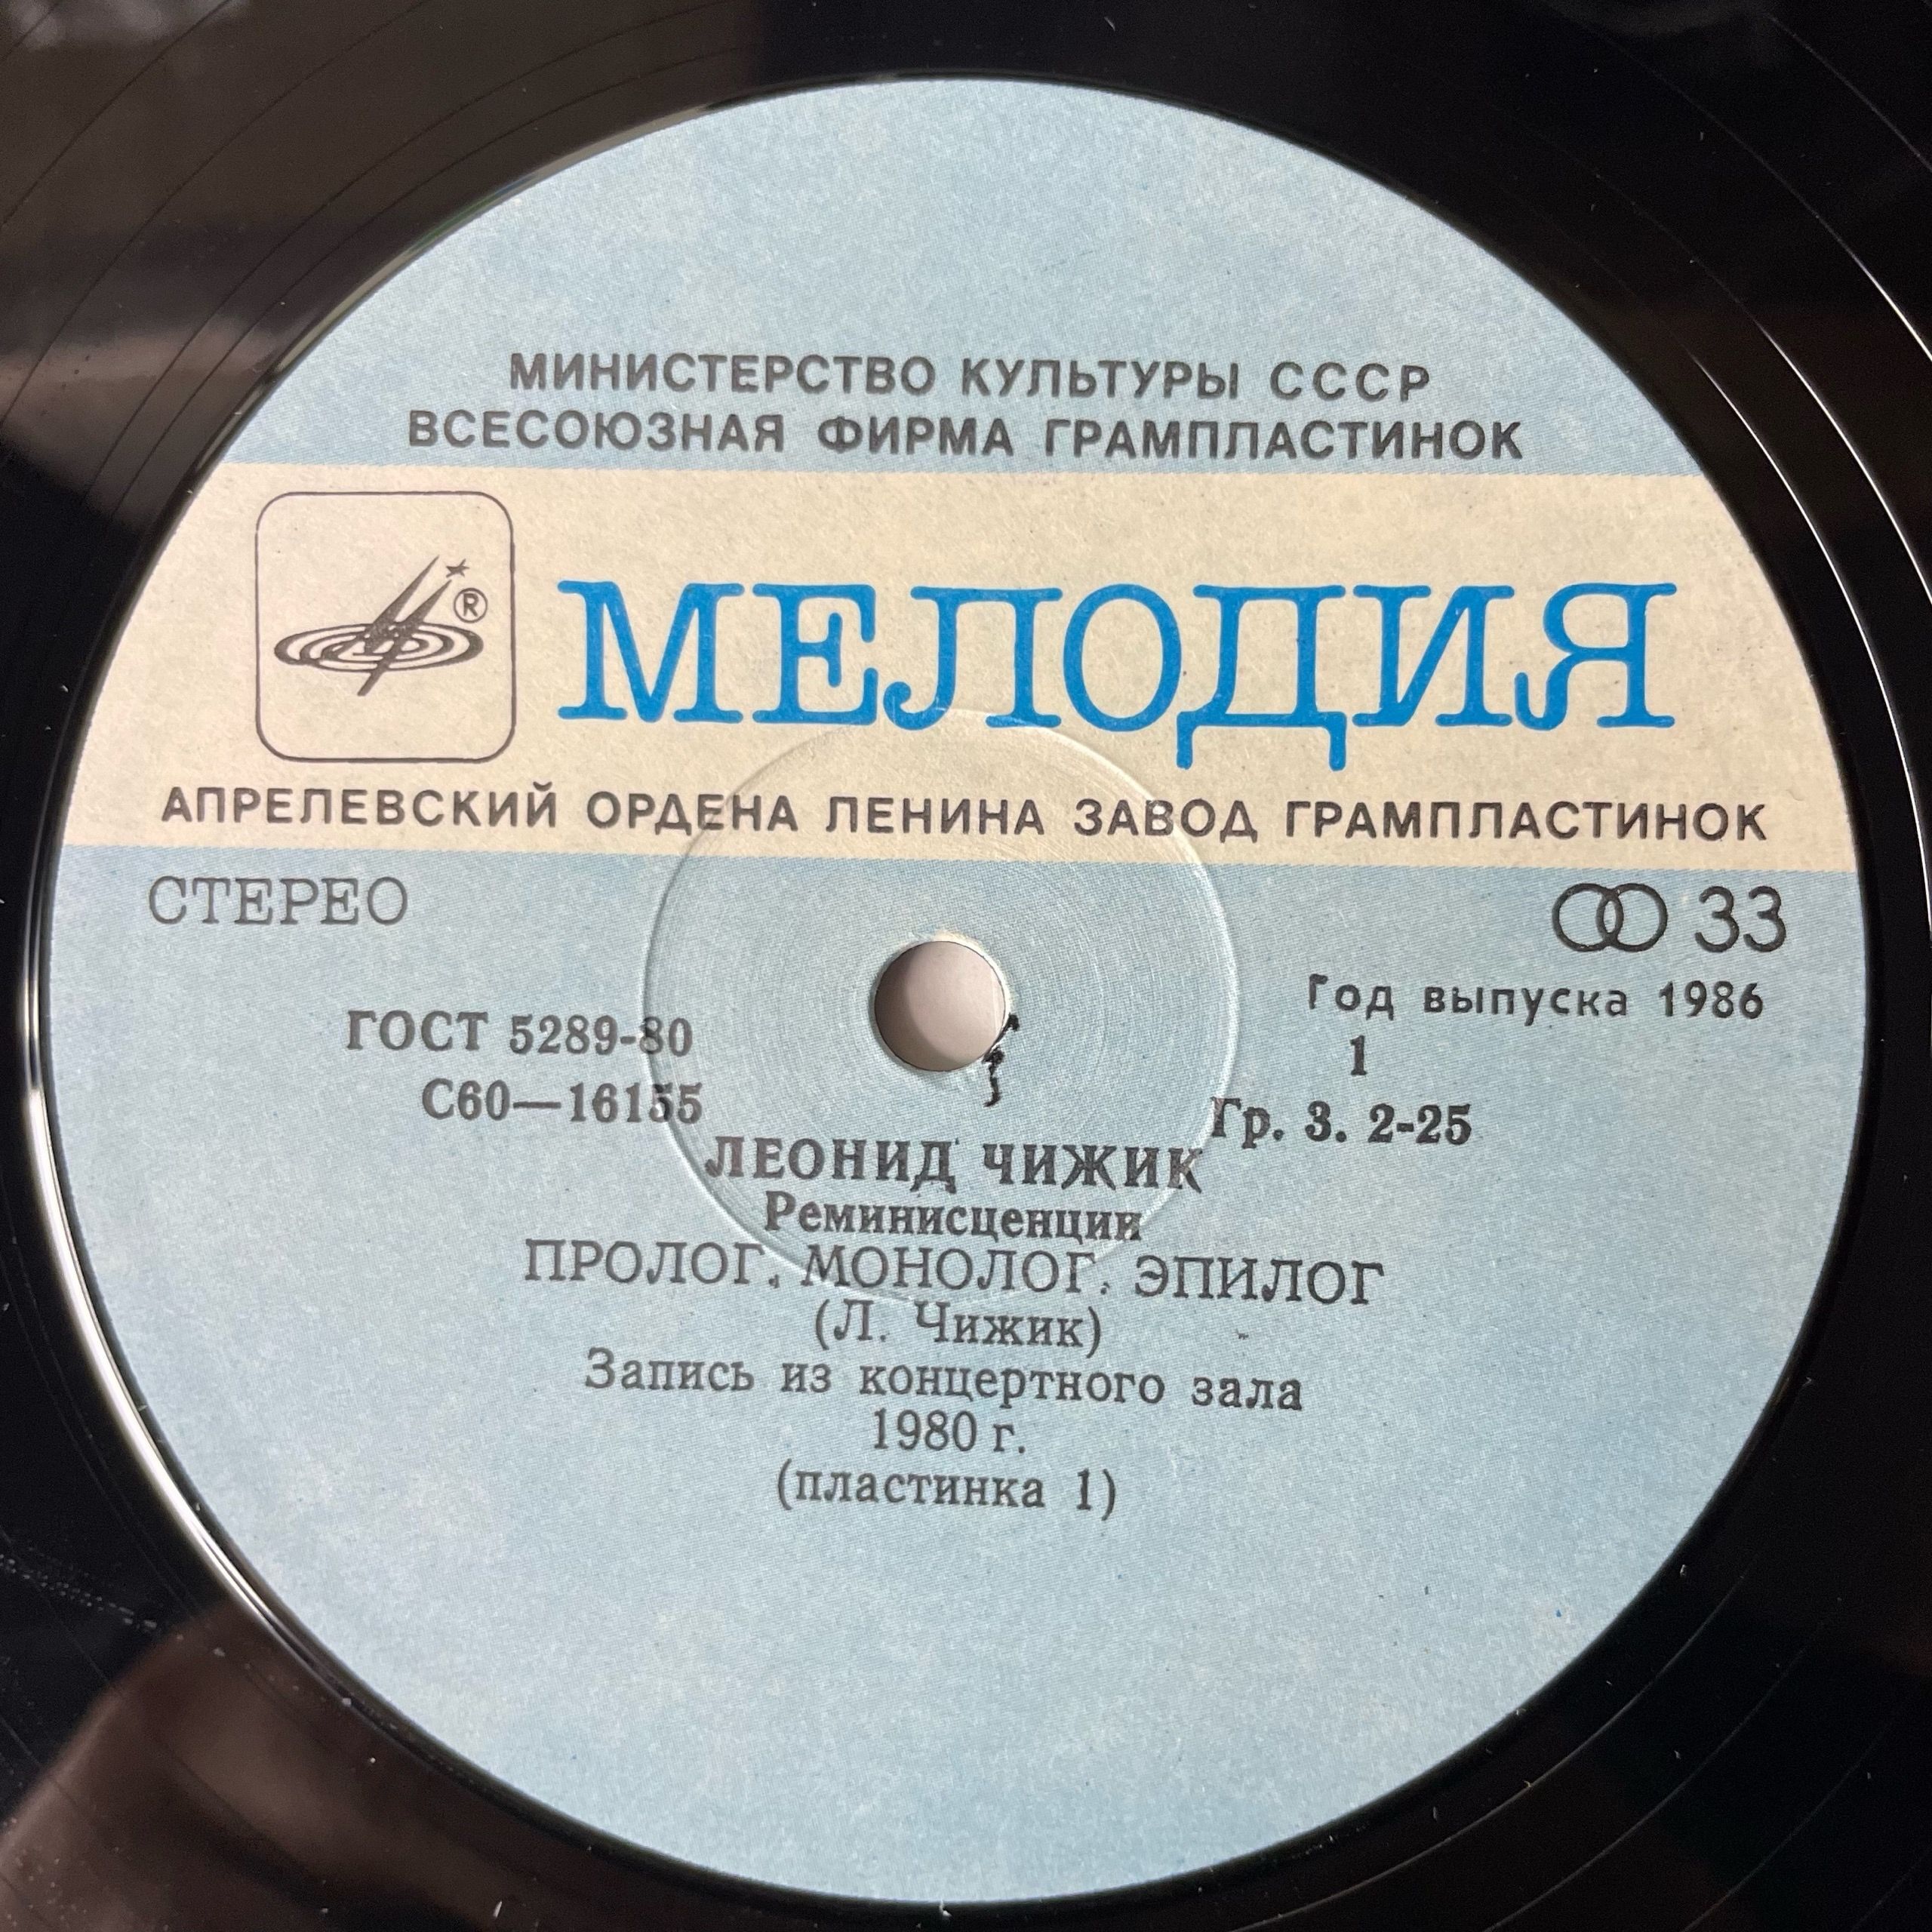 МИНИСТЕРСТВО КУЛЬТУРЫ СССР
ВСЕСОЮЗНАЯ ФИРМА ГРАМПЛАСТИНОК
®
МЕЛОДИЯ
АПРЕЛЕВСКИЙ ОРДЕНА ЛЕНИНА ЗАВОД ГРАМПЛАСТИНОК
СТЕРЕО
33
Год выпуска 1986
ГОСТ 5289-80
1
С60—16155
Гр. 3. 2-25
ЛЕОНИД ЧИЖИК
Реминисценции
ПРОЛОГ. МОНОЛОГ. ЭПИЛОГ
(Л. Чижик)
Запись из концертного зала
1980 г.
(пластинка 1)